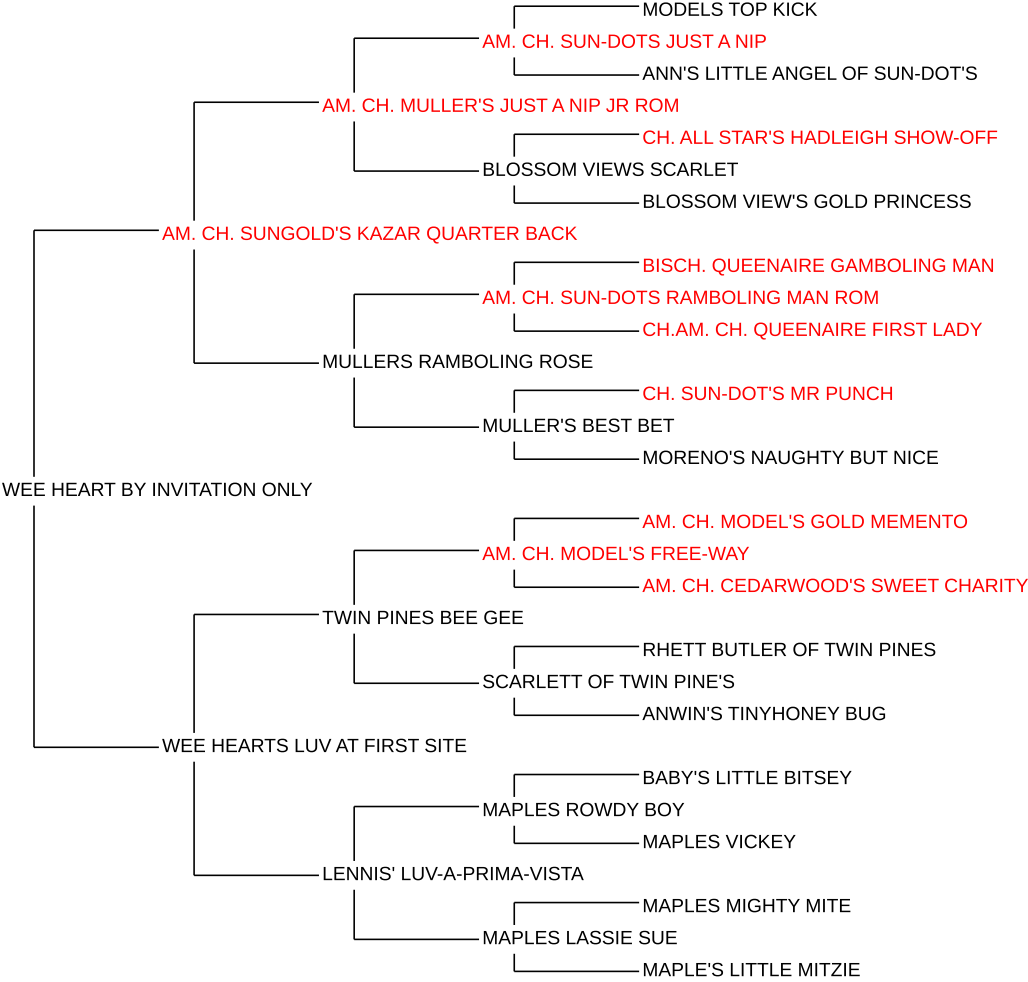 MODELS TOP KICK
AM. CH. SUN-DOTS JUST A NIP
ANN'S LITTLE ANGEL OF SUN-DOT'S
AM. CH. MULLER'S JUST A NIP JR ROM
CH. ALL STAR'S HADLEIGH SHOW-OFF
BLOSSOM VIEWS SCARLET
BLOSSOM VIEW'S GOLD PRINCESS
AM. CH. SUNGOLD'S KAZAR QUARTER BACK
BISCH. QUEENAIRE GAMBOLING MAN
AM. CH. SUN-DOTS RAMBOLING MAN ROM
CH.AM. CH. QUEENAIRE FIRST LADY
MULLERS RAMBOLING ROSE
CH. SUN-DOT'S MR PUNCH
MULLER'S BEST BET
MORENO'S NAUGHTY BUT NICE
WEE HEART BY INVITATION ONLY
AM. CH. MODEL'S GOLD MEMENTO
AM. CH. MODEL'S FREE-WAY
AM. CH. CEDARWOOD'S SWEET CHARITY
TWIN PINES BEE GEE
RHETT BUTLER OF TWIN PINES
SCARLETT OF TWIN PINE'S
ANWIN'S TINYHONEY BUG
WEE HEARTS LUV AT FIRST SITE
BABY'S LITTLE BITSEY
MAPLES ROWDY BOY
MAPLES VICKEY
LENNIS' LUV-A-PRIMA-VISTA
MAPLES MIGHTY MITE
MAPLES LASSIE SUE
MAPLE'S LITTLE MITZIE